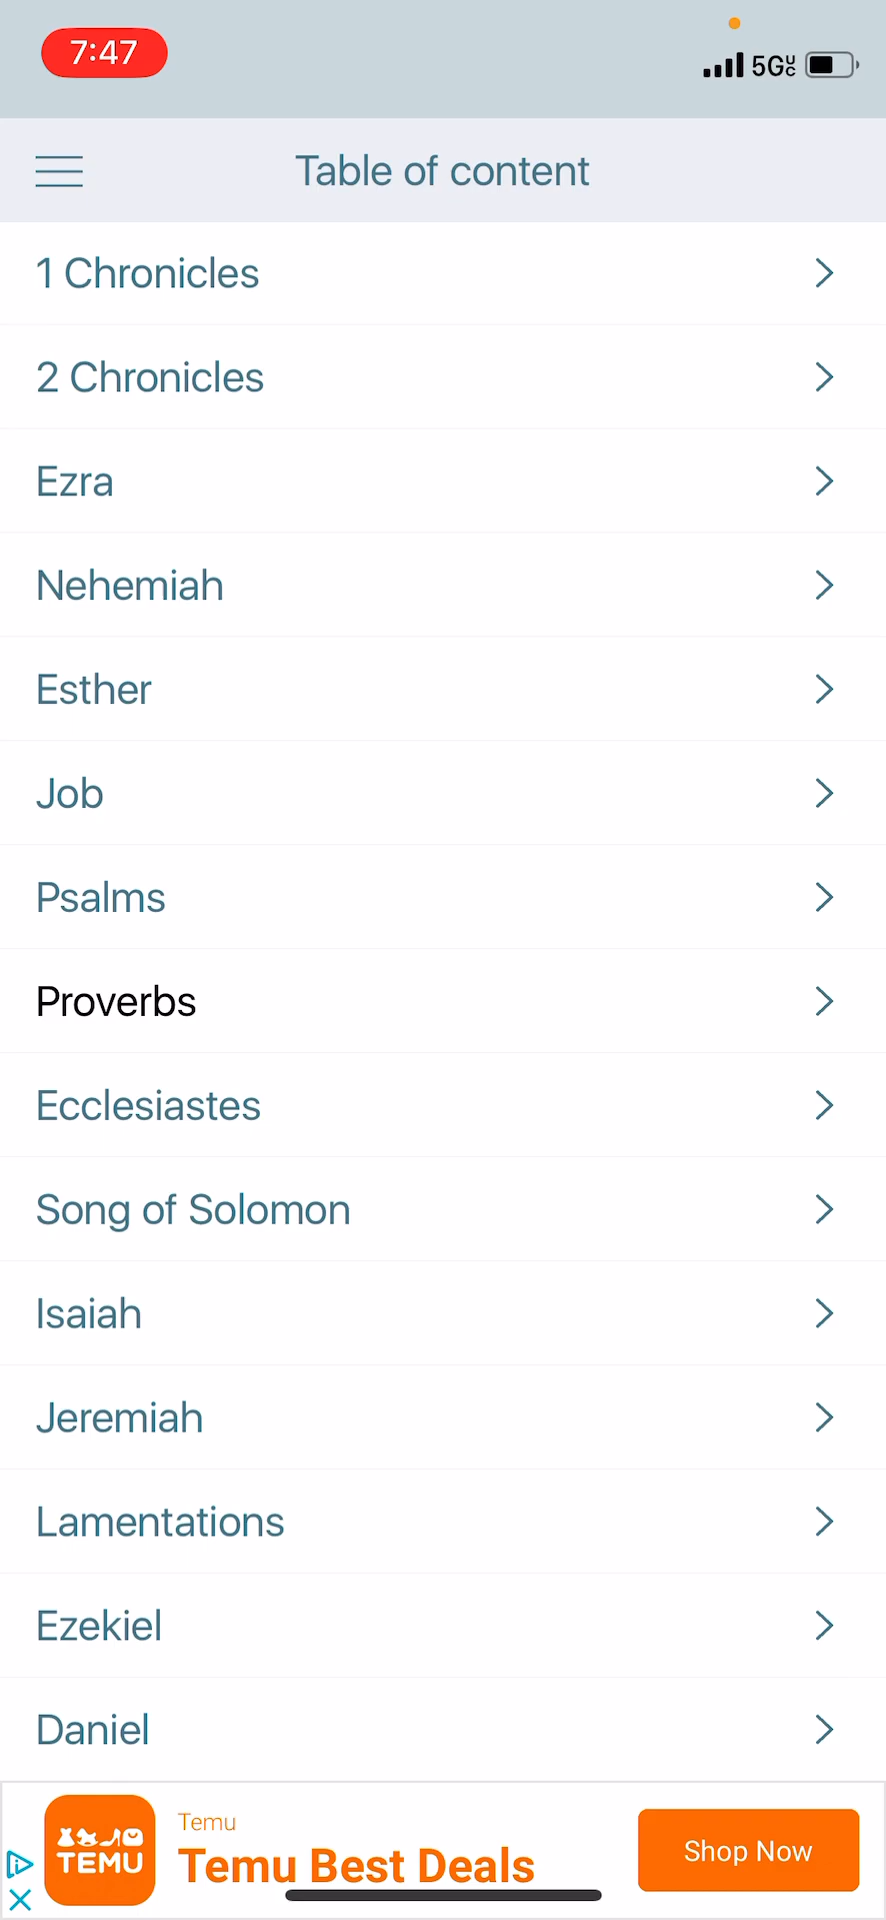 7:47
5GUC
Table of content
1 Chronicles
2 Chronicles
Ezra
Nehemiah
Esther
Job
Psalms
Proverbs
Ecclesiastes
Song of Solomon
Isaiah
Jeremiah
Lamentations
Ezekiel
Daniel
TEMU
Temu
Temu Best Deals
Shop Now